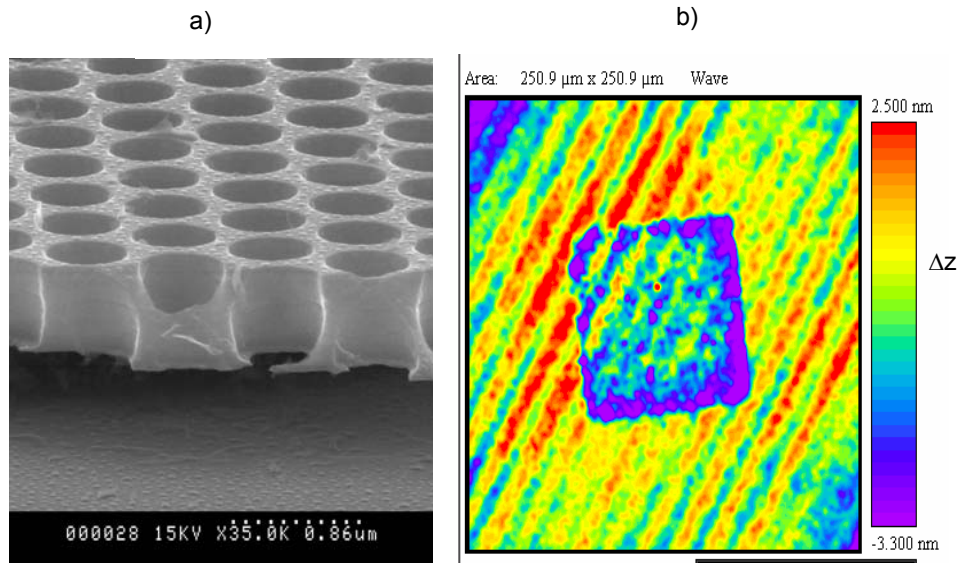 a)
b)
Area: 250.9 µm x 250.9 µm Wave
2.500 nm
Δz
-3.300 nm
000028 15KV X35.0K 0.86µm